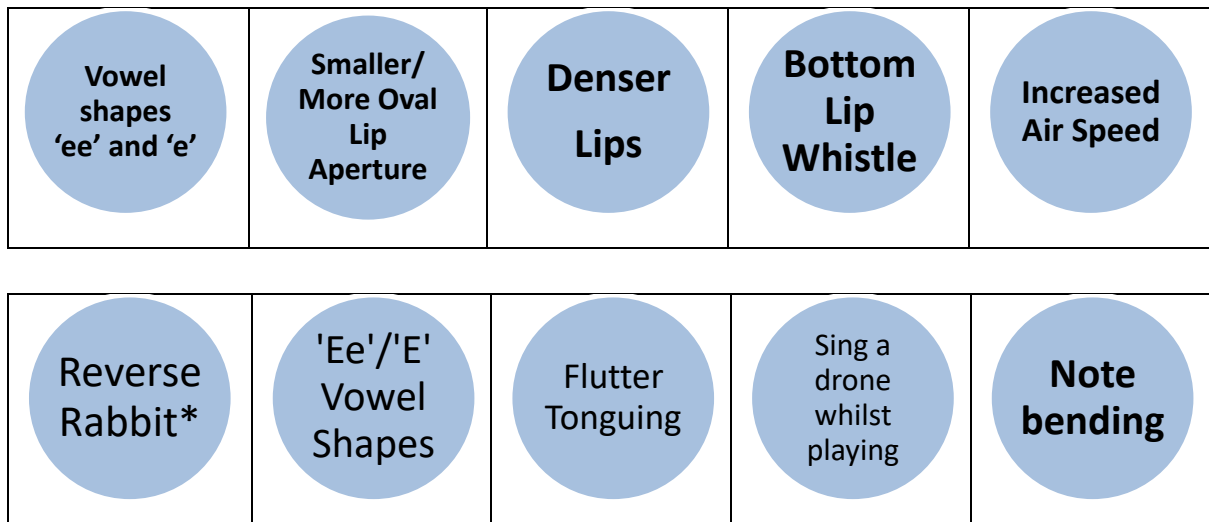 Vowel
shapes
‘ee’ and ‘e’
Smaller/
More Oval
Lip
Aperture
Denser
Lips
Bottom
Lip
Whistle
Increased
Air Speed
Reverse
Rabbit*
'Ee'/'E'
Vowel
Shapes
Flutter
Tonguing
Sing a
drone
whilst
playing
Note
bending